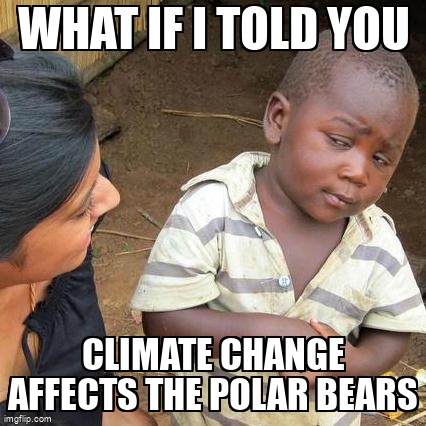 WHAT IF I TOLD YOU
CLIMATE CHANGE
AFFECTS THE POLAR BEARS
imgflip.com